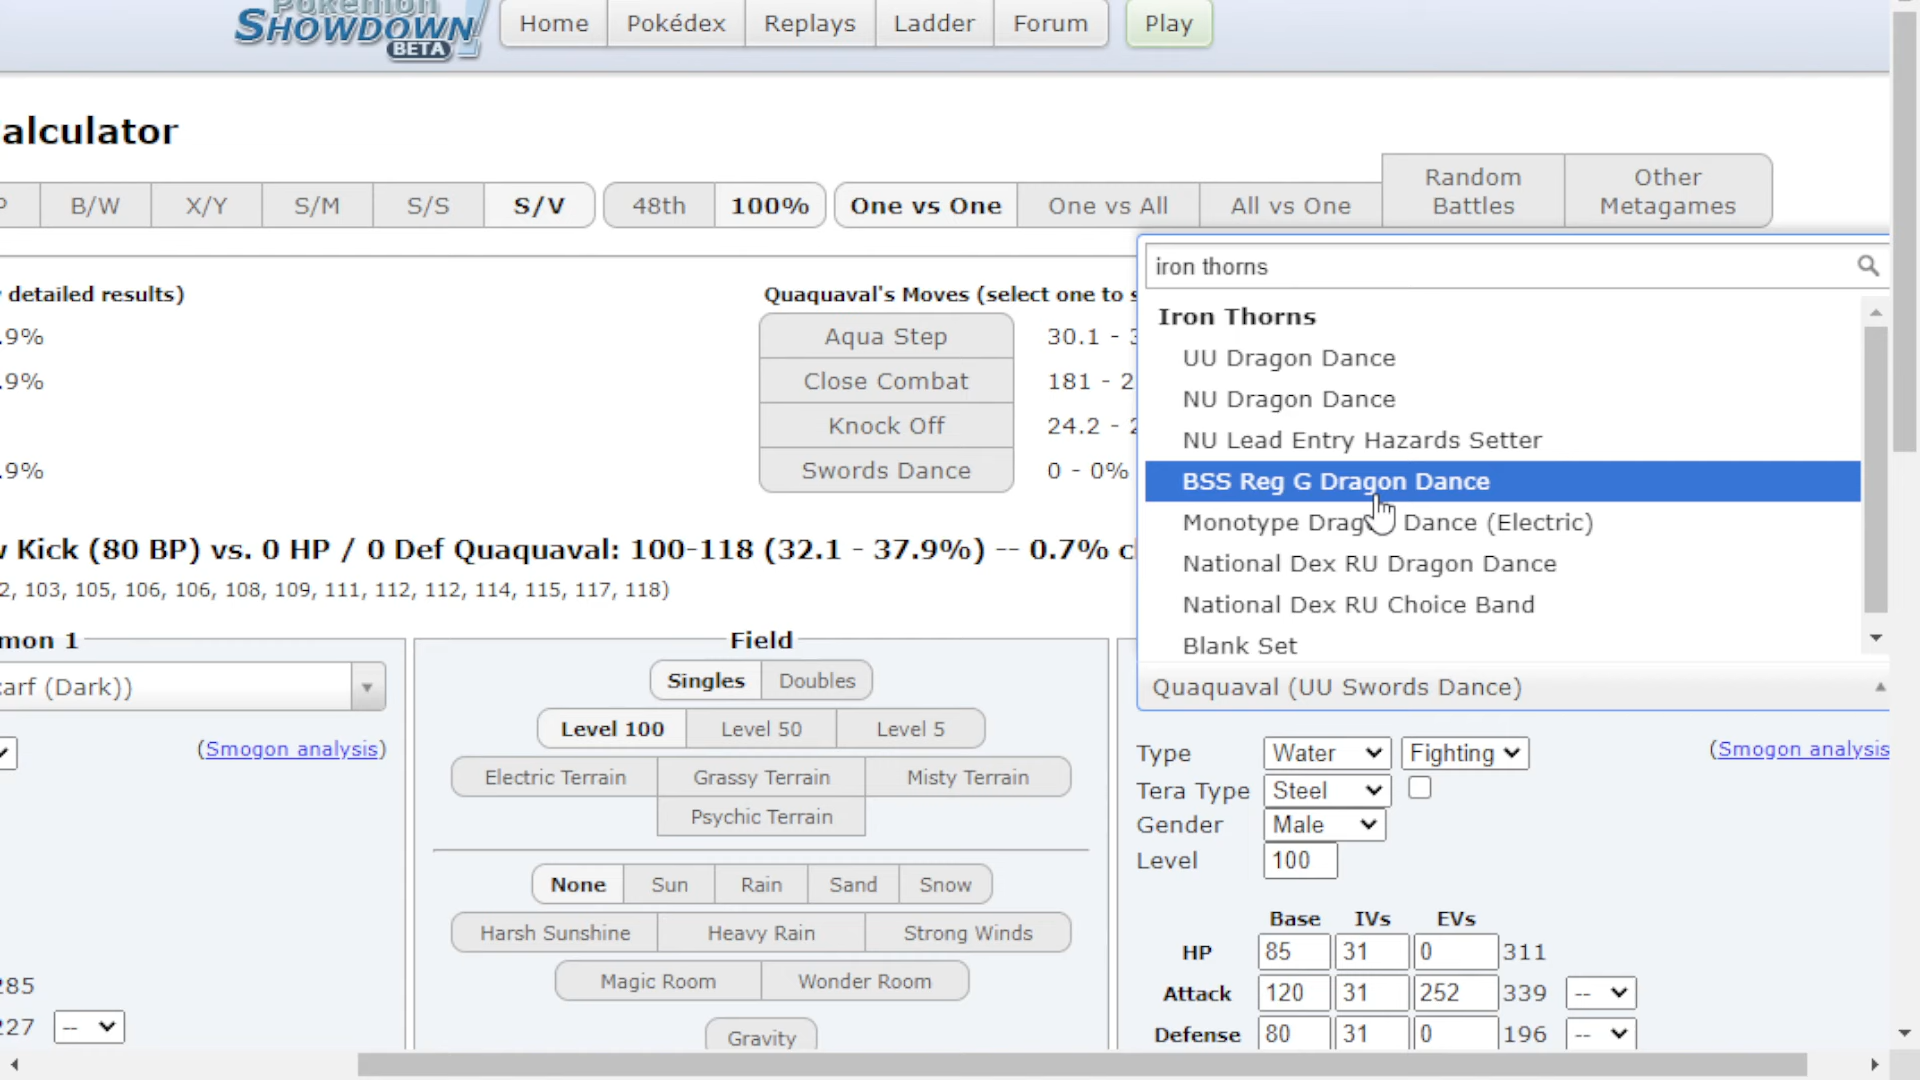 Pokémon
SHOWDOWN!
BETA
Home
Pokédex
Replays
Ladder
Forum
Play
alculator
P
B/W
X/Y
S/M
S/S
S/V
48th
100%
One vs One
One vs All
All vs One
Random
Battles
Other
Metagames
detailed results)
.9%
.9%
.9%
Quaquaval's Moves (select one to s
Aqua Step
30.1 - 3
Close Combat
181 - 2
Knock Off
24.2 - 2
Swords Dance
0 - 0%
iron thorns
Iron Thorns
UU Dragon Dance
NU Dragon Dance
NU Lead Entry Hazards Setter
BSS Reg G Dragon Dance
Monotype Dragon Dance (Electric)
National Dex RU Dragon Dance
National Dex RU Choice Band
Blank Set
Quaquaval (UU Swords Dance)
Kick (80 BP) vs. 0 HP / 0 Def Quaquaval: 100-118 (32.1 - 37.9%) -- 0.7% c
2, 103, 105, 106, 106, 108, 109, 111, 112, 112, 114, 115, 117, 118)
mon 1
arf (Dark))
(Smogon analysis)
285
227
--
Field
Singles
Doubles
Level 100
Level 50
Level 5
Electric Terrain
Grassy Terrain
Misty Terrain
Psychic Terrain
None
Sun
Rain
Sand
Snow
Harsh Sunshine
Heavy Rain
Strong Winds
Magic Room
Wonder Room
Gravity
Type
Water
Fighting
(Smogon analysis
Tera Type
Steel
Gender
Male
Level
100
Base IVs EVs
HP 85 31 0 311
Attack 120 31 252 339 --
Defense 80 31 0 196 --